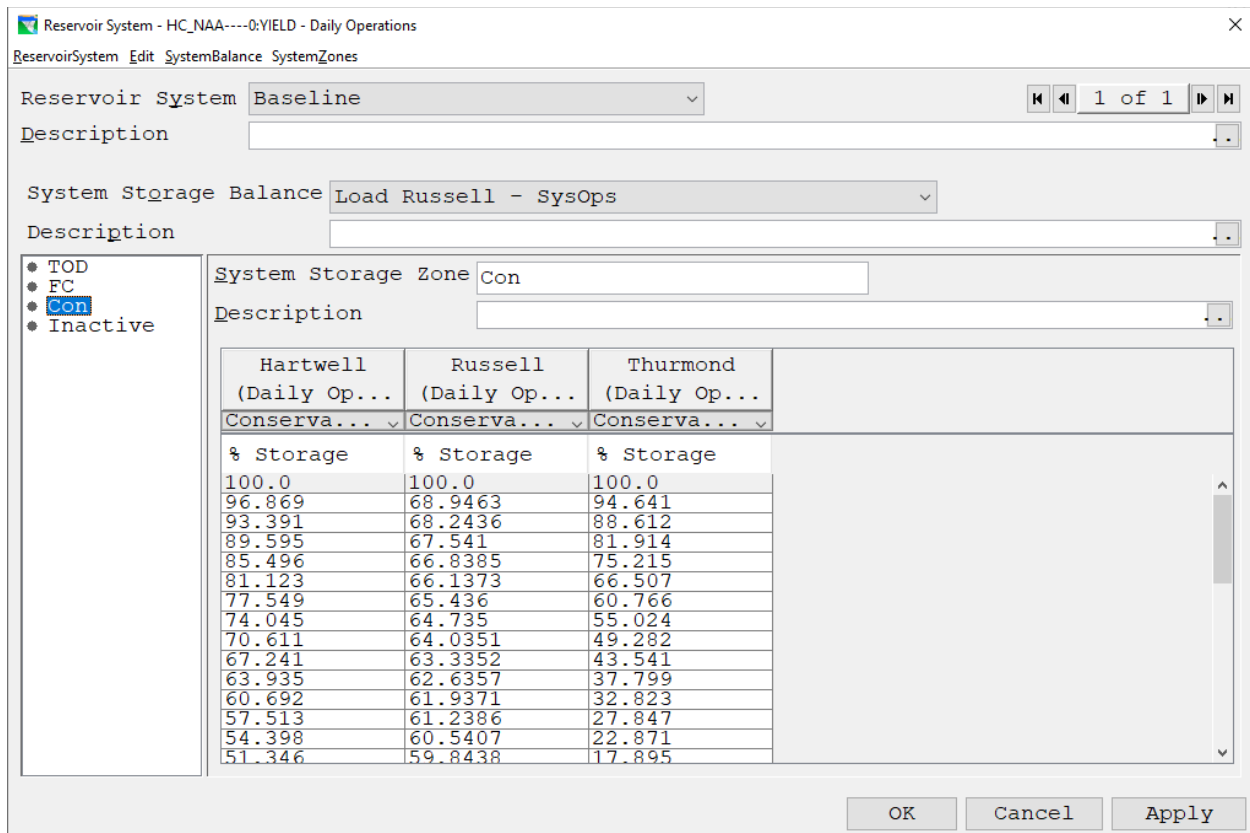 Reservoir System - HC_NAA----0:YIELD - Daily Operations
ReservoirSystem Edit SystemBalance SystemZones
Reservoir System Baseline 1 of 1
Description ..
System Storage Balance Load Russell - SysOps
Description ..
TOD
FC
Con
Inactive
System Storage Zone Con
Description ..
Hartwell Russell Thurmond
(Daily Op... (Daily Op... (Daily Op...
Conserva... Conserva... Conserva...
% Storage % Storage % Storage
100.0 100.0 100.0
96.869 68.9463 94.641
93.391 68.2436 88.612
89.595 67.541 81.914
85.496 66.8385 75.215
81.123 66.1373 66.507
77.549 65.436 60.766
74.045 64.735 55.024
70.611 64.0351 49.282
67.241 63.3352 43.541
63.935 62.6357 37.799
60.692 61.9371 32.823
57.513 61.2386 27.847
54.398 60.5407 22.871
51.346 59.8438 17.895
OK Cancel Apply